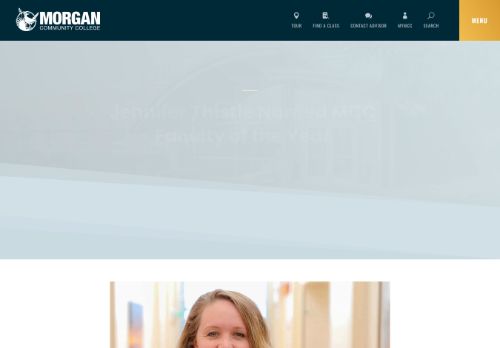 MORGAN
COMMUNITY COLLEGE
TOUR
FIND A CLASS
CONTACT ADVISOR
MYMCC
SEARCH
MENU
Jennifer Thistle Named MCC
Faculty of the Year